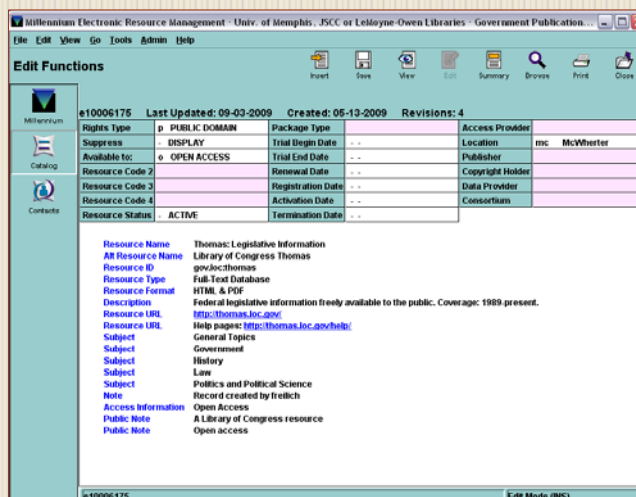 Millennium Electronic Resource Management - Univ. of Memphis, JSCC or LeMoyne-Owen Libraries - Government Publication...
File Edit View Go Tools Admin Help
Edit Functions
Insert Save View Edit Summary Browse Print Close
Millennium
Catalog
Contacts
e10006175 Last Updated: 09-03-2009 Created: 05-13-2009 Revisions: 4
Rights Type p PUBLIC DOMAIN Package Type Access Provider
Suppress - DISPLAY Trial Begin Date - - Location mc McWherter
Available to: o OPEN ACCESS Trial End Date - - Publisher
Resource Code 2 Renewal Date - - Copyright Holder
Resource Code 3 Registration Date - - Data Provider
Resource Code 4 Activation Date - - Consortium
Resource Status - ACTIVE Termination Date - -
Resource Name Thomas: Legislative Information
Alt Resource Name Library of Congress Thomas
Resource ID gov.loc:thomas
Resource Type Full-Text Database
Resource Format HTML & PDF
Description Federal legislative information freely available to the public. Coverage: 1989-present.
Resource URL http://thomas.loc.gov/
Resource URL Help pages: http://thomas.loc.gov/help/
Subject General Topics
Subject Government
Subject History
Subject Law
Subject Politics and Political Science
Note Record created by freilich
Access Information Open Access
Public Note A Library of Congress resource
Public Note Open access
e10006175 Edit Mode (INS)